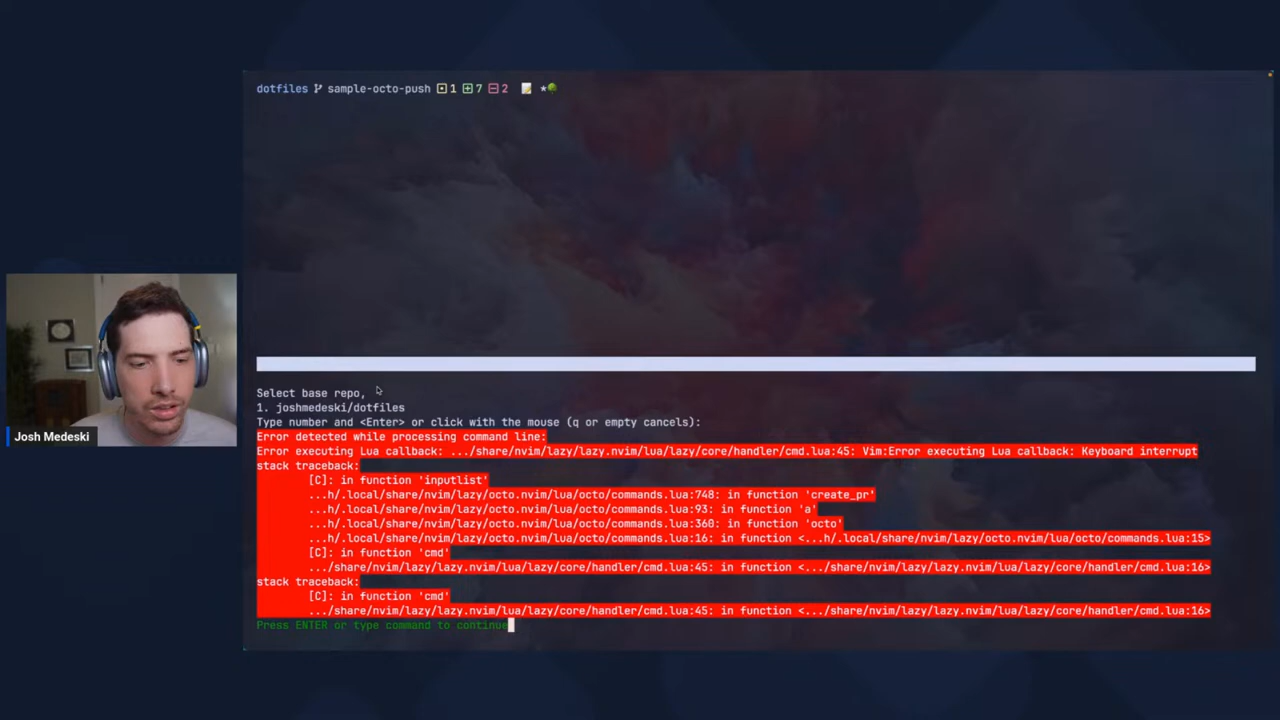 dotfiles sample-octo-push 1 7 2 *
Select base repo,
1. joshmedeski/dotfiles
Type number and <Enter> or click with the mouse (q or empty cancels):
Error detected while processing command line:
Error executing Lua callback: .../share/nvim/lazy/lazy.nvim/lua/lazy/core/handler/cmd.lua:45: Vim:Error executing Lua callback: Keyboard interrupt
stack traceback:
[C]: in function 'inputlist'
...h/.local/share/nvim/lazy/octo.nvim/lua/octo/commands.lua:748: in function 'create_pr'
...h/.local/share/nvim/lazy/octo.nvim/lua/octo/commands.lua:93: in function 'a'
...h/.local/share/nvim/lazy/octo.nvim/lua/octo/commands.lua:360: in function 'octo'
...h/.local/share/nvim/lazy/octo.nvim/lua/octo/commands.lua:16: in function <...h/.local/share/nvim/lazy/octo.nvim/lua/octo/commands.lua:15>
[C]: in function 'cmd'
.../share/nvim/lazy/lazy.nvim/lua/lazy/core/handler/cmd.lua:45: in function <.../share/nvim/lazy/lazy.nvim/lua/lazy/core/handler/cmd.lua:16>
stack traceback:
[C]: in function 'cmd'
.../share/nvim/lazy/lazy.nvim/lua/lazy/core/handler/cmd.lua:45: in function <.../share/nvim/lazy/lazy.nvim/lua/lazy/core/handler/cmd.lua:16>
Press ENTER or type command to continue
Josh Medeski